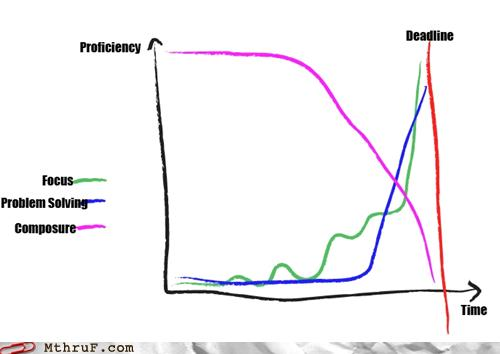 Proficiency
Deadline
Focus
Problem Solving
Composure
Time
MthruF.com